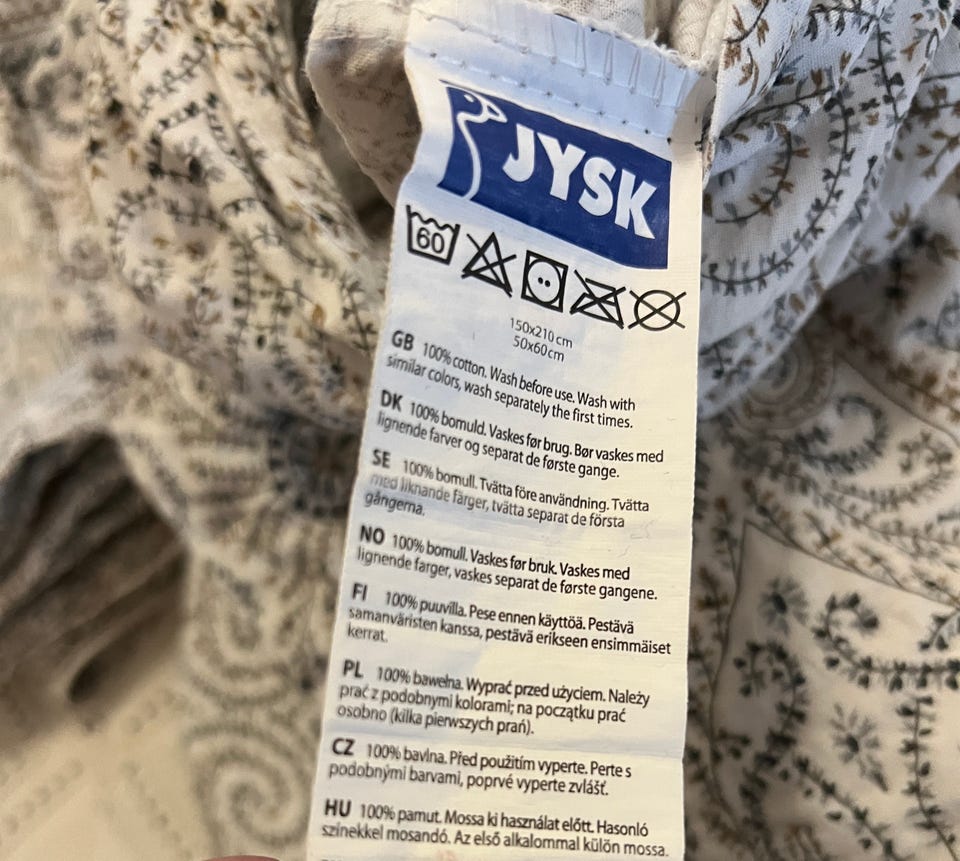 JYSK
60
150x210 cm
50x60cm
GB 100% cotton. Wash before use. Wash with
similar colors, wash separately the first times.
DK 100% bomuld. Vaskes før brug. Bør vaskes med
lignende farver og separat de første gange.
SE 100% bomull. Tvätta före användning. Tvätta
med liknande färger, tvätta separat de första
gångerna.
NO 100% bomull. Vaskes før bruk. Vaskes med
lignende farger, vaskes separat de første gangene.
FI 100% puuvilla. Pese ennen käyttöä. Pestävä
samanväristen kanssa, pestävä erikseen ensimmäiset
kerrat.
PL 100% bawełna. Wyprać przed użyciem. Należy
prać z podobnymi kolorami; na początku prać
osobno (kilka pierwszych prań).
CZ 100% bavlna. Před použitím vyperte. Perte s
podobnými barvami, poprvé vyperte zvlášť.
HU 100% pamut. Mossa ki használat előtt. Hasonló
színekkel mosandó. Az első alkalommal külön mossa.